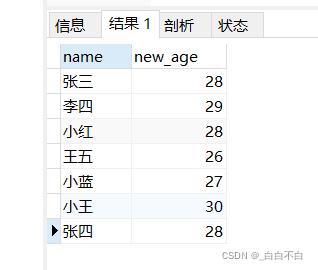 信息 结果 1 剖析 状态
name new_age
张三 28
李四 29
小红 28
王五 26
小蓝 27
小王 30
张四 28
CSDN @_白白不白